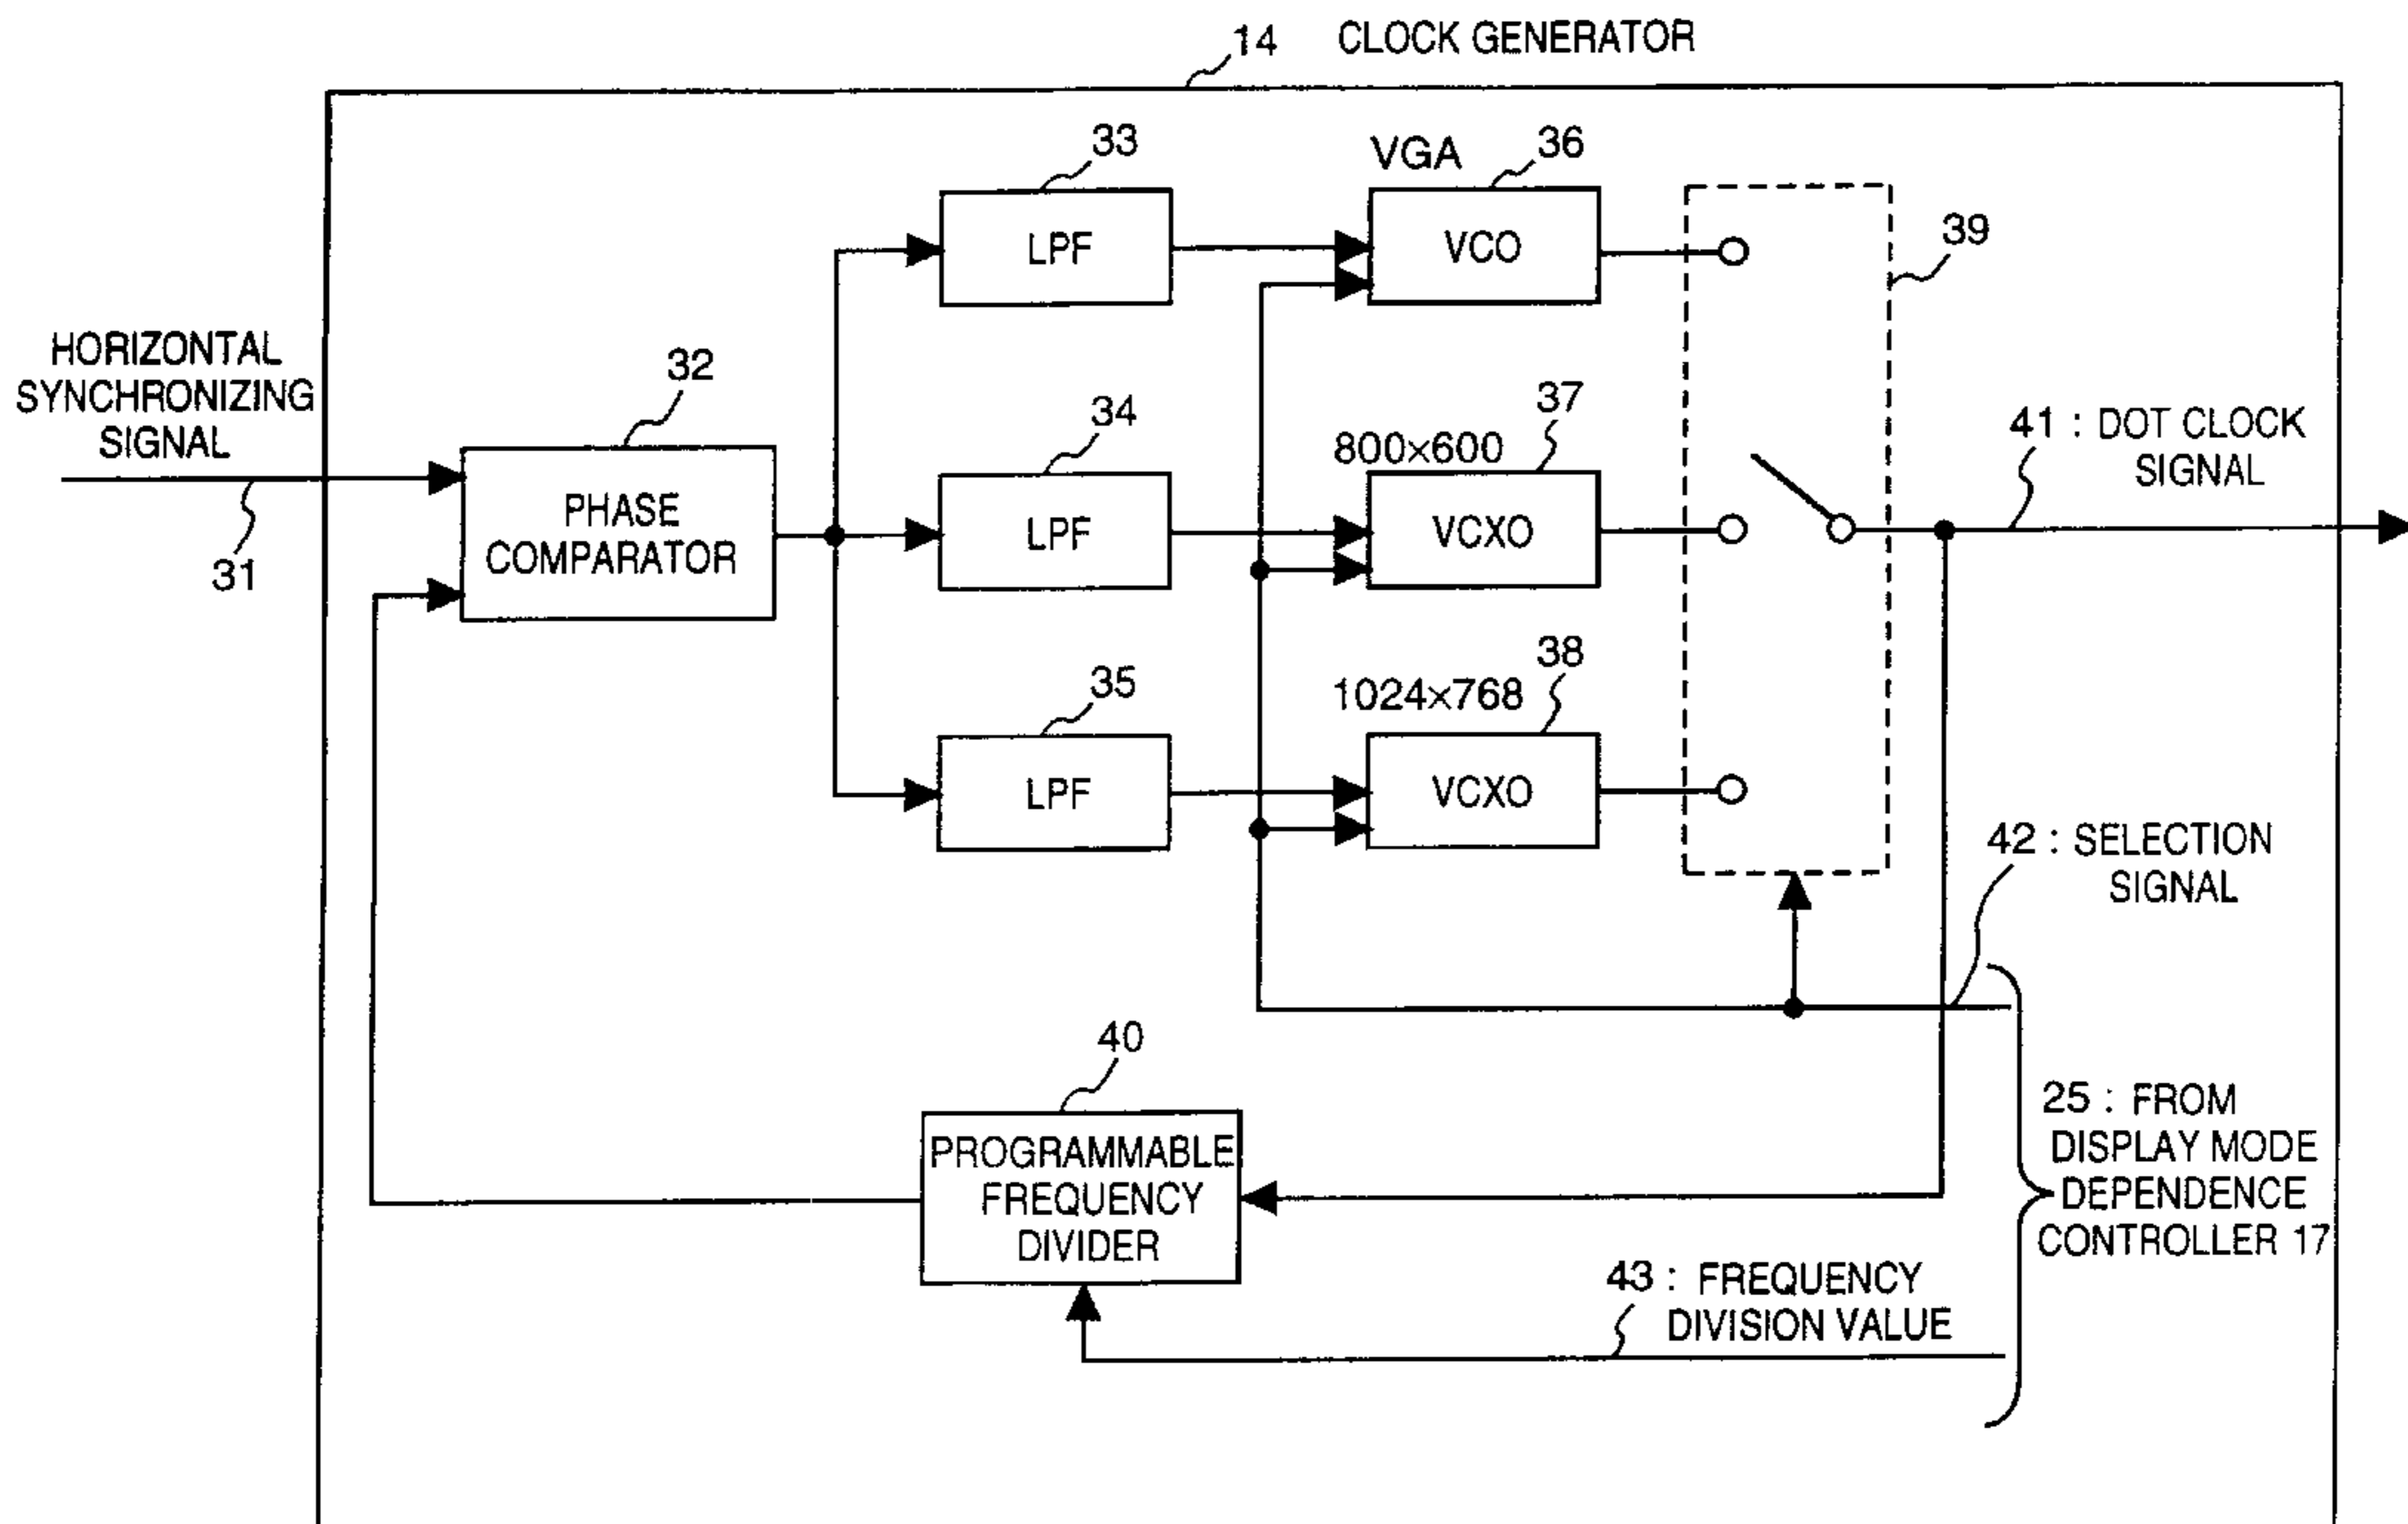 14 CLOCK GENERATOR
33
VGA 36
LPF
VCO
39
HORIZONTAL
SYNCHRONIZING
SIGNAL
31
32
PHASE
COMPARATOR
34
LPF
800×600 37
VCXO
41 : DOT CLOCK
SIGNAL
35
LPF
1024×768 38
VCXO
42 : SELECTION
SIGNAL
40
PROGRAMMABLE
FREQUENCY
DIVIDER
25 : FROM
DISPLAY MODE
DEPENDENCE
CONTROLLER 17
43 : FREQUENCY
DIVISION VALUE